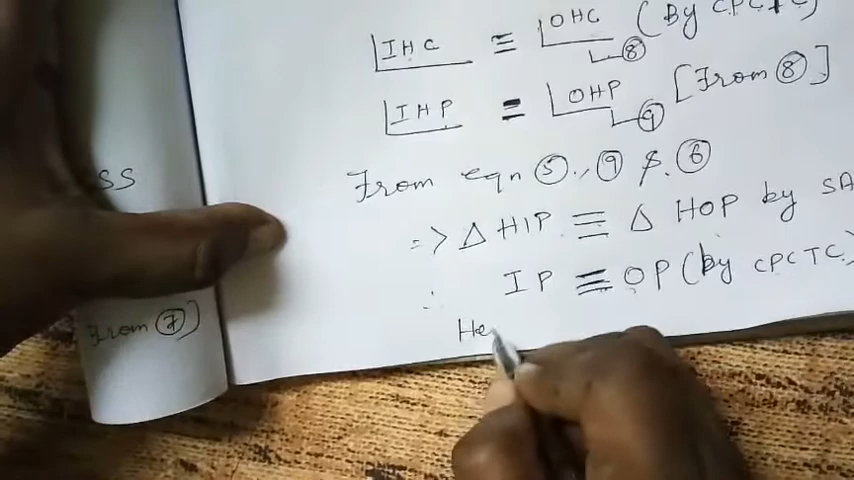 ∠IHC ≡ ∠OHC (By CPCTC)
⑧
∠IHP ≡ ∠OHP [From ⑧]
⑨
SS
From eqn ⑤, ⑨ & ⑥
=> △HIP ≡ △HOP by SA
∴ IP ≡ OP (by CPCTC)
From ⑦]
He